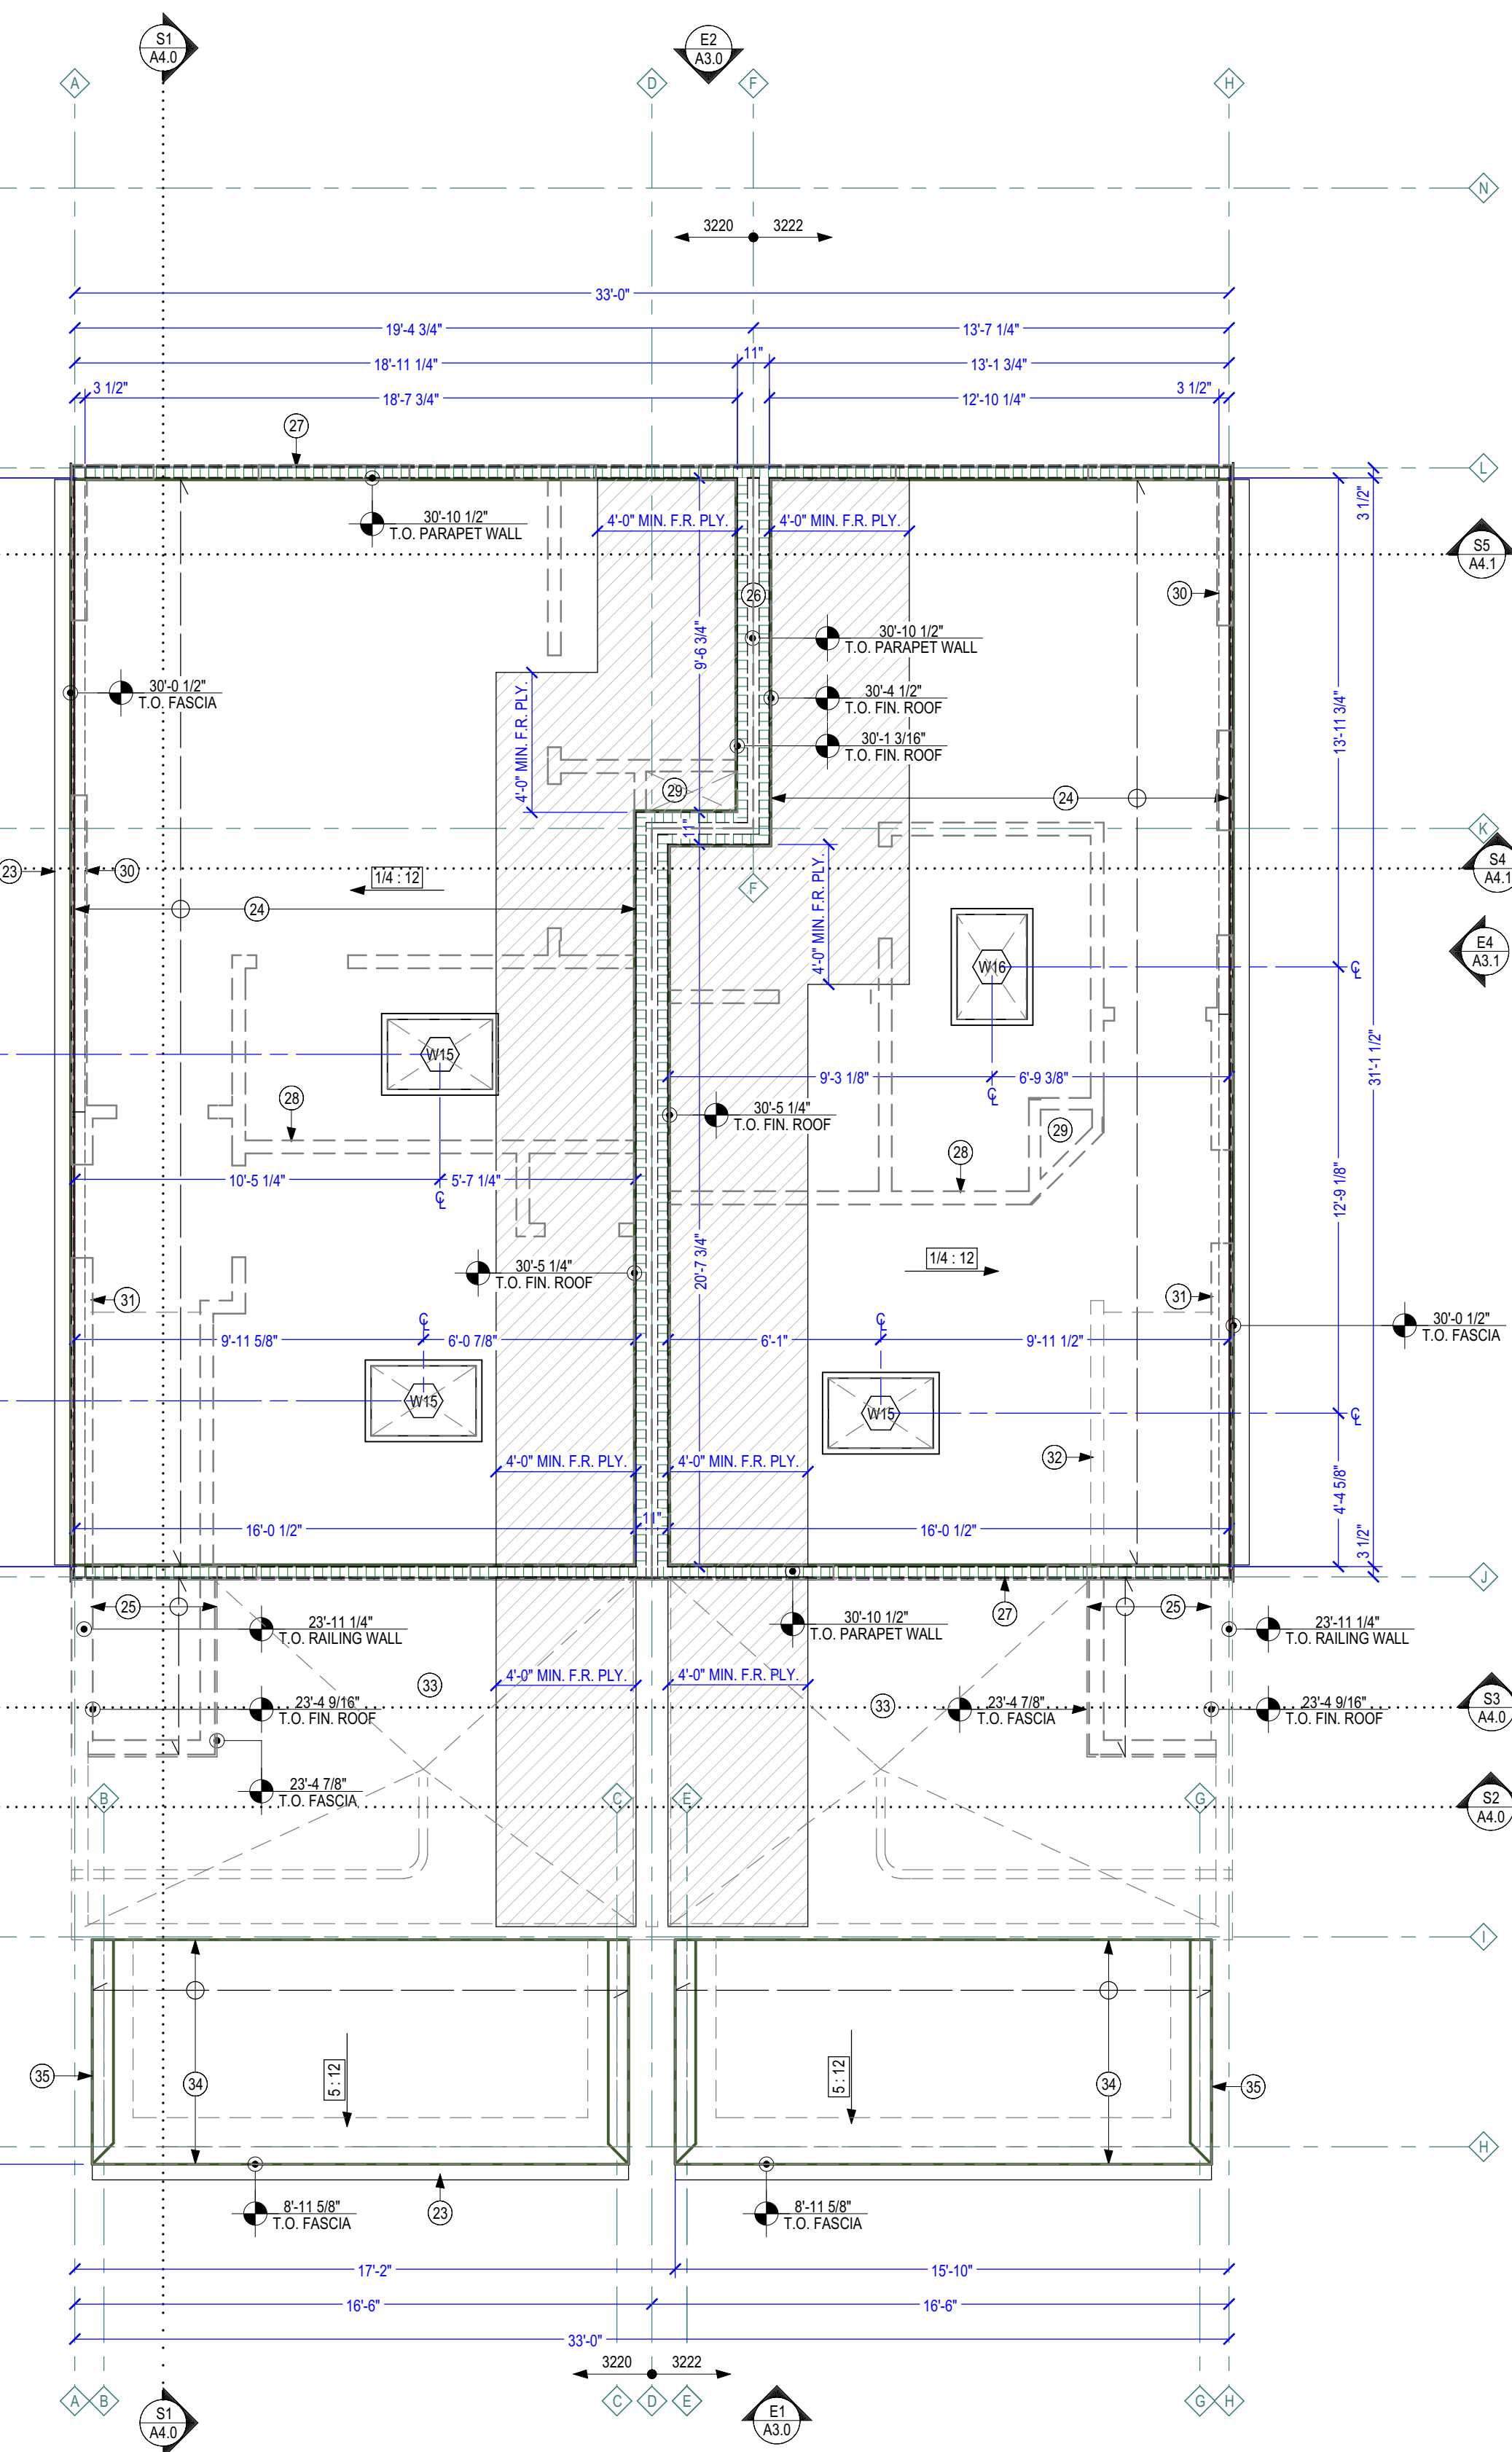 S1
A4.0
E2
A3.0
A
D
F
H
N
3220
3222
33'-0"
19'-4 3/4"
13'-7 1/4"
18'-11 1/4"
11"
13'-1 3/4"
3 1/2"
18'-7 3/4"
12'-10 1/4"
3 1/2"
27
L
3 1/2"
30'-10 1/2"
T.O. PARAPET WALL
4'-0" MIN. F.R. PLY.
4'-0" MIN. F.R. PLY.
S5
A4.1
26
30
9'-6 3/4"
30'-10 1/2"
T.O. PARAPET WALL
30'-0 1/2"
T.O. FASCIA
30'-4 1/2"
T.O. FIN. ROOF
30'-1 3/16"
T.O. FIN. ROOF
4'-0" MIN. F.R. PLY.
13'-11 3/4"
29
24
11"
K
23
30
1/4 : 12
S4
A4.1
F
24
4'-0" MIN. F.R. PLY.
E4
A3.1
W16
CL
W15
31'-1 1/2"
9'-3 1/8"
6'-9 3/8"
CL
28
30'-5 1/4"
T.O. FIN. ROOF
29
28
10'-5 1/4"
5'-7 1/4"
CL
12'-9 1/8"
20'-7 3/4"
30'-5 1/4"
T.O. FIN. ROOF
1/4 : 12
31
31
CL
CL
30'-0 1/2"
T.O. FASCIA
9'-11 5/8"
6'-0 7/8"
6'-1"
9'-11 1/2"
W15
W15
CL
32
4'-0" MIN. F.R. PLY.
4'-0" MIN. F.R. PLY.
4'-4 5/8"
16'-0 1/2"
11"
16'-0 1/2"
3 1/2"
J
25
27
25
23'-11 1/4"
T.O. RAILING WALL
30'-10 1/2"
T.O. PARAPET WALL
23'-11 1/4"
T.O. RAILING WALL
33
4'-0" MIN. F.R. PLY.
4'-0" MIN. F.R. PLY.
33
23'-4 9/16"
T.O. FIN. ROOF
23'-4 7/8"
T.O. FASCIA
23'-4 9/16"
T.O. FIN. ROOF
S3
A4.0
23'-4 7/8"
T.O. FASCIA
B
C
E
G
S2
A4.0
I
35
34
5 : 12
5 : 12
34
35
H
8'-11 5/8"
T.O. FASCIA
23
8'-11 5/8"
T.O. FASCIA
17'-2"
15'-10"
16'-6"
16'-6"
33'-0"
3220
3222
A
B
C
D
E
G
H
S1
A4.0
E1
A3.0